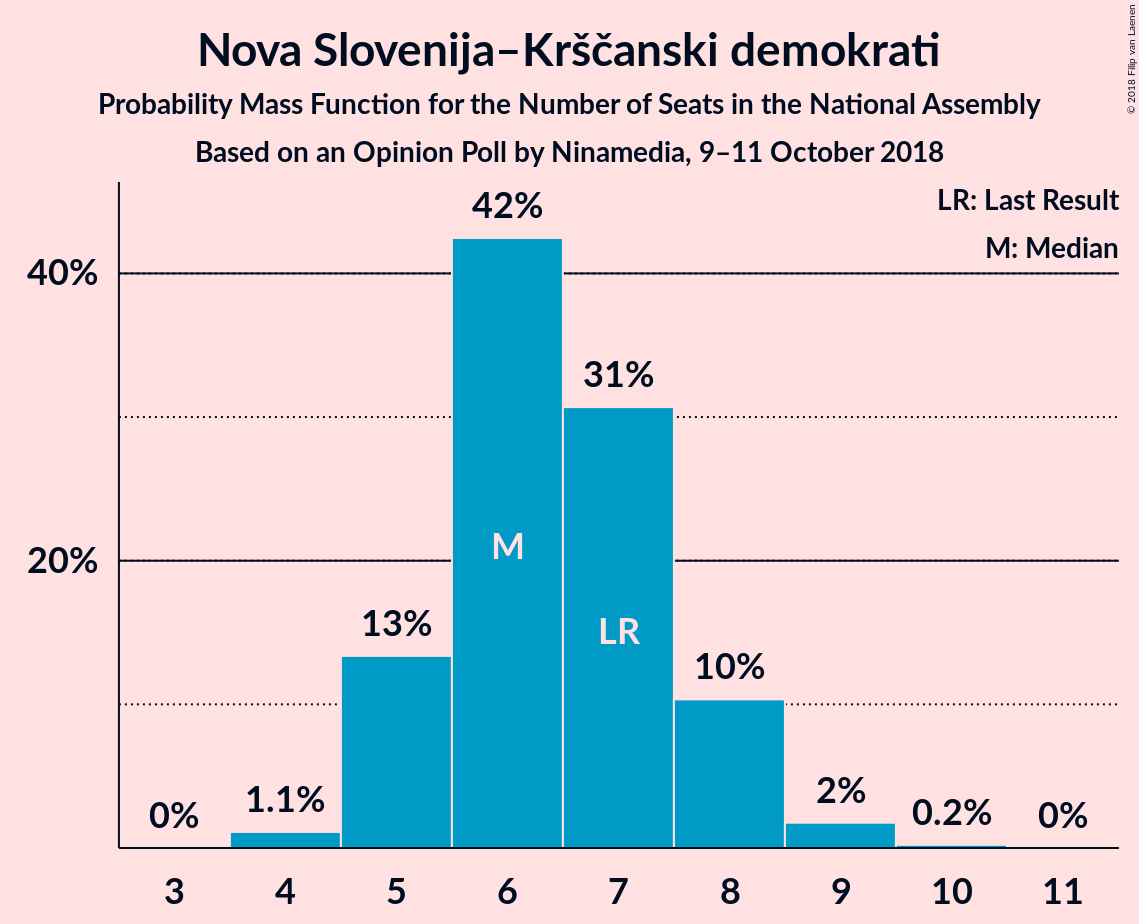 Nova Slovenija–Krščanski demokrati
Probability Mass Function for the Number of Seats in the National Assembly
Based on an Opinion Poll by Ninamedia, 9–11 October 2018
© 2018 Filip van Laenen
LR: Last Result
M: Median
42%
40%
31%
M
20%
LR
13%
10%
2%
1.1%
0.2%
0%
0%
3 4 5 6 7 8 9 10 11